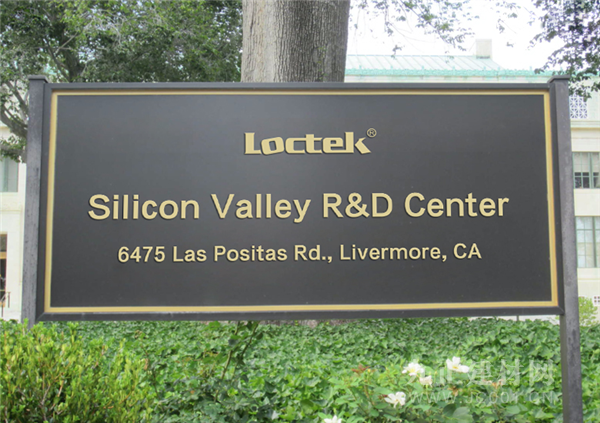 Loctek®
Silicon Valley R&D Center
6475 Las Positas Rd., Livermore, CA